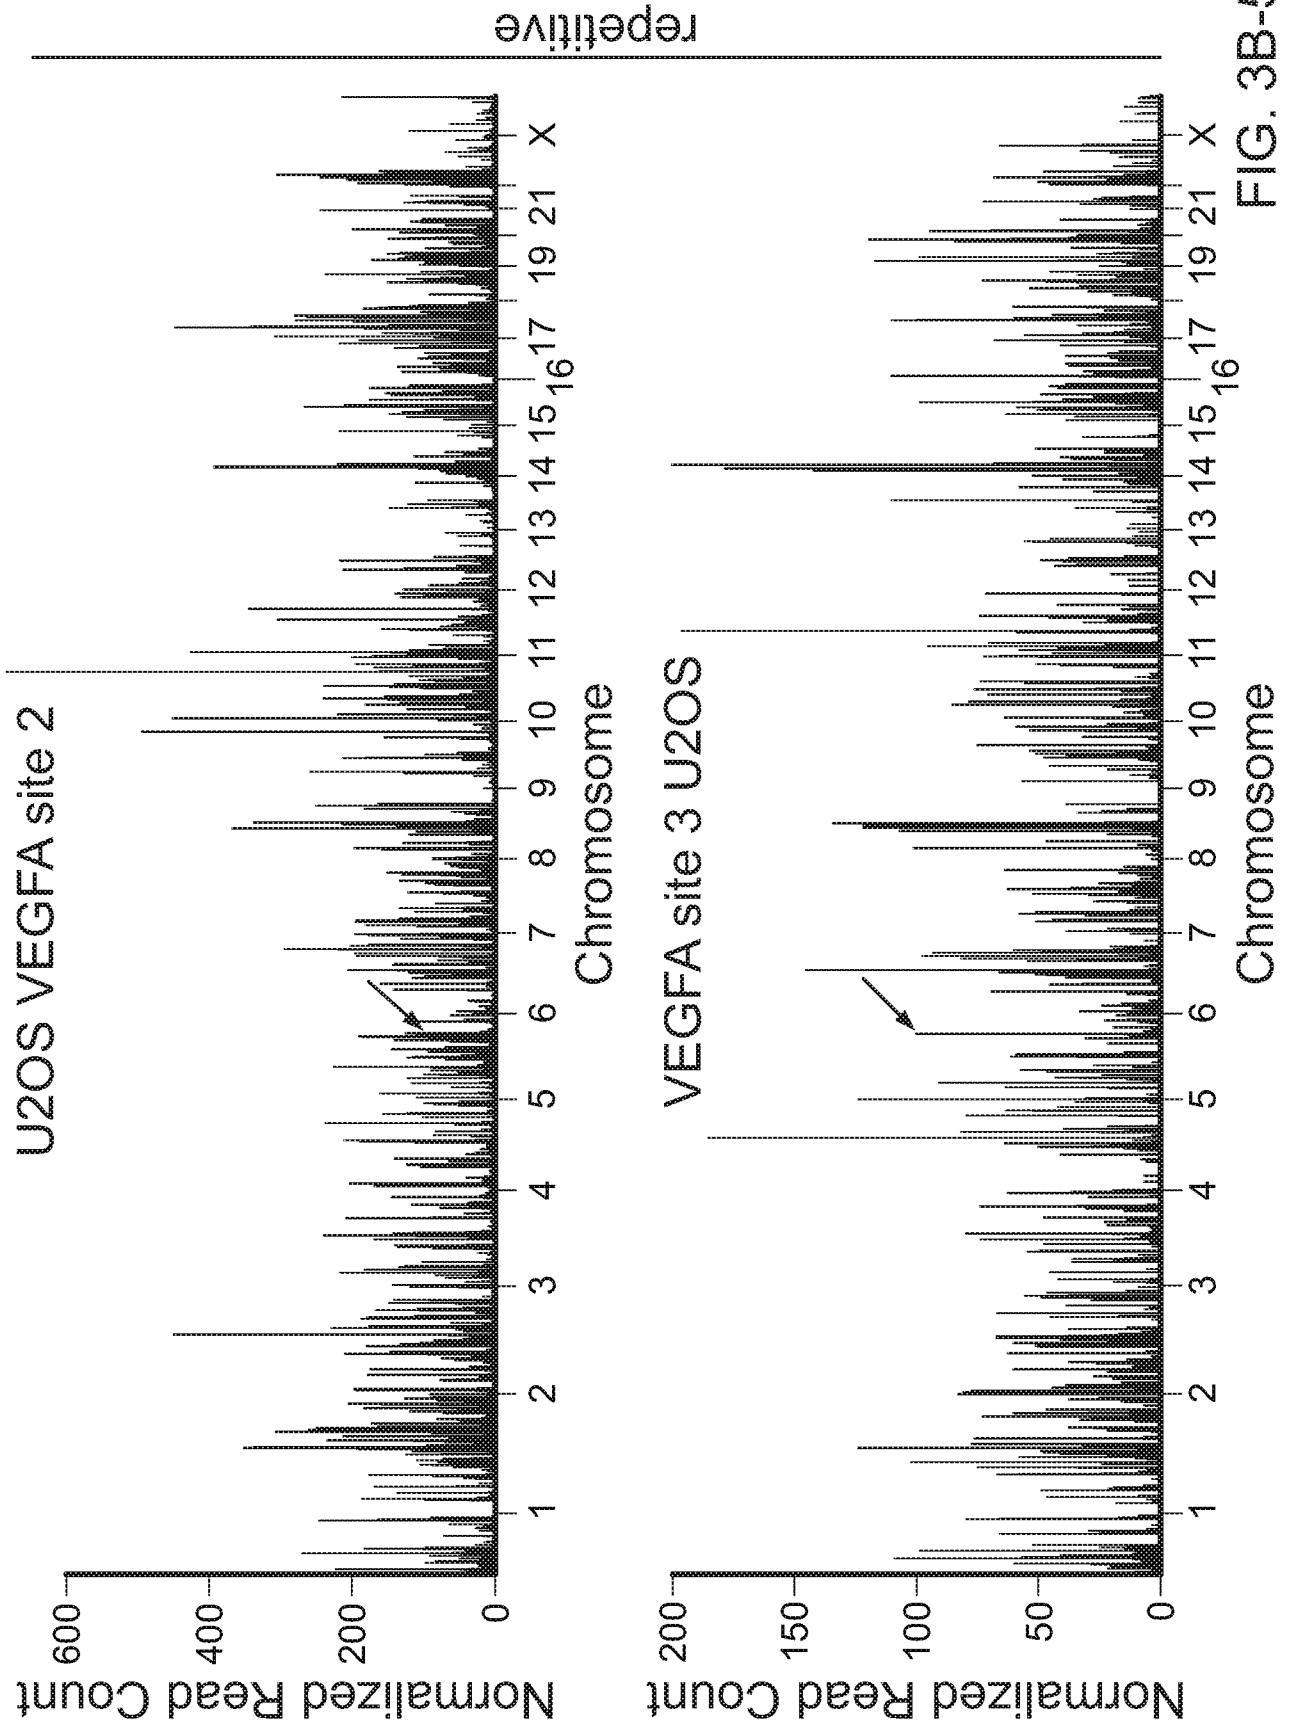 U2OS VEGFA site 2
Normalized Read Count
600
400
200
0
1 2 3 4 5 6 7 8 9 10 11 12 13 14 15 16 17 19 21 X
Chromosome
VEGFA site 3 U2OS
Normalized Read Count
200
150
100
50
0
1 2 3 4 5 6 7 8 9 10 11 12 13 14 15 16 17 19 21 X
Chromosome
repetitive
FIG. 3B-5